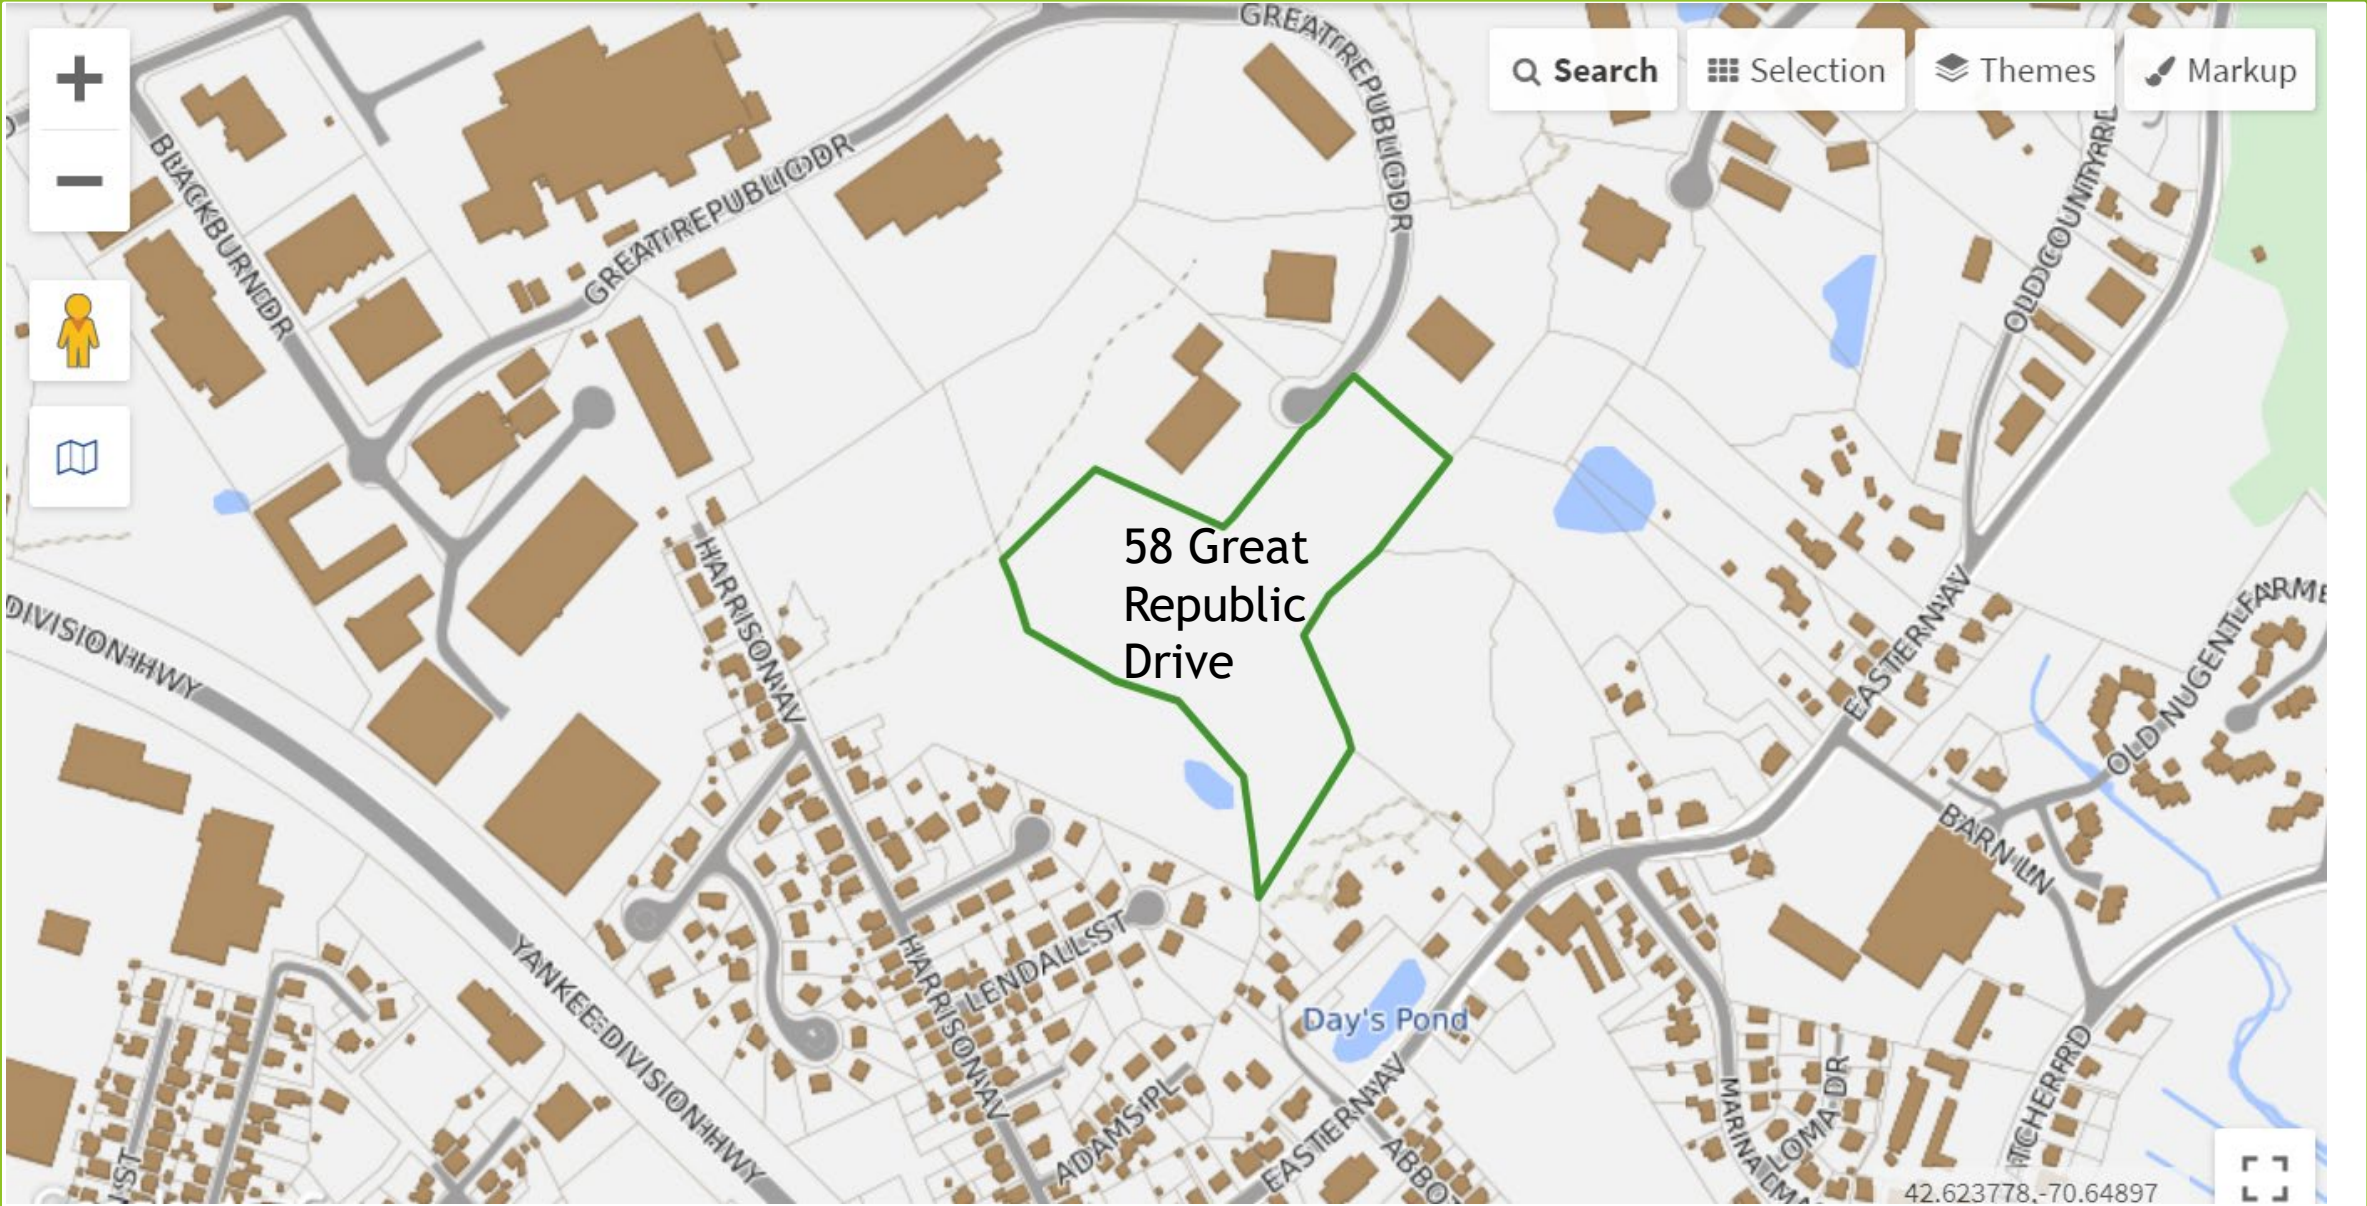 GREAT REPUBLIC DR
Search
Selection
Themes
Markup
BLACKBURN DR
GREAT REPUBLIC DR
OLD COUNTY RD
58 Great
Republic
Drive
HARRISON AV
DIVISION HWY
EASTERN AV
OLD NUGENT FARM
BARN LN
HARRISON AV
LENDALL ST
YANKEE DIVISION HWY
Day's Pond
ADAMS PL
EASTERN AV
LOMA DR
42.623778,-70.64897